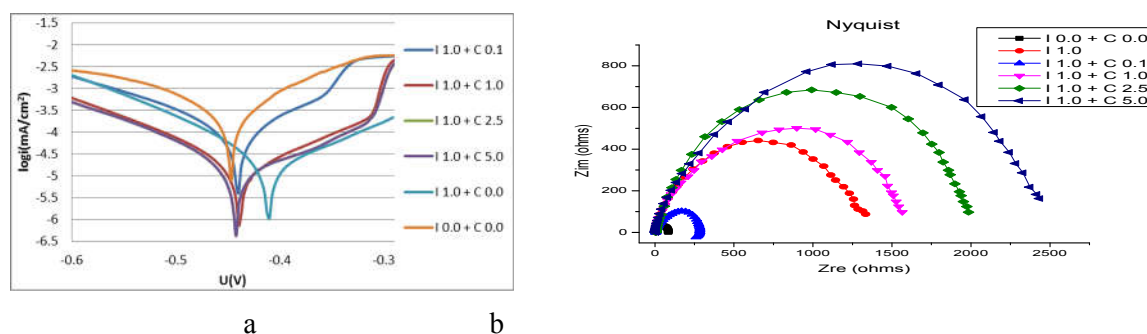 -1.5
-2
-2.5
-3
-3.5
-4
-4.5
-5
-5.5
-6
-6.5
logi(mA/cm²)
-0.6
-0.5
-0.4
-0.3
U(V)
I 1.0 + C 0.1
I 1.0 + C 1.0
I 1.0 + C 2.5
I 1.0 + C 5.0
I 1.0 + C 0.0
I 0.0 + C 0.0
a
Nyquist
I 0.0 + C 0.0
I 1.0
I 1.0 + C 0.1
I 1.0 + C 1.0
I 1.0 + C 2.5
I 1.0 + C 5.0
800
600
400
200
0
Zim (ohms)
0
500
1000
1500
2000
2500
Zre (ohms)
b